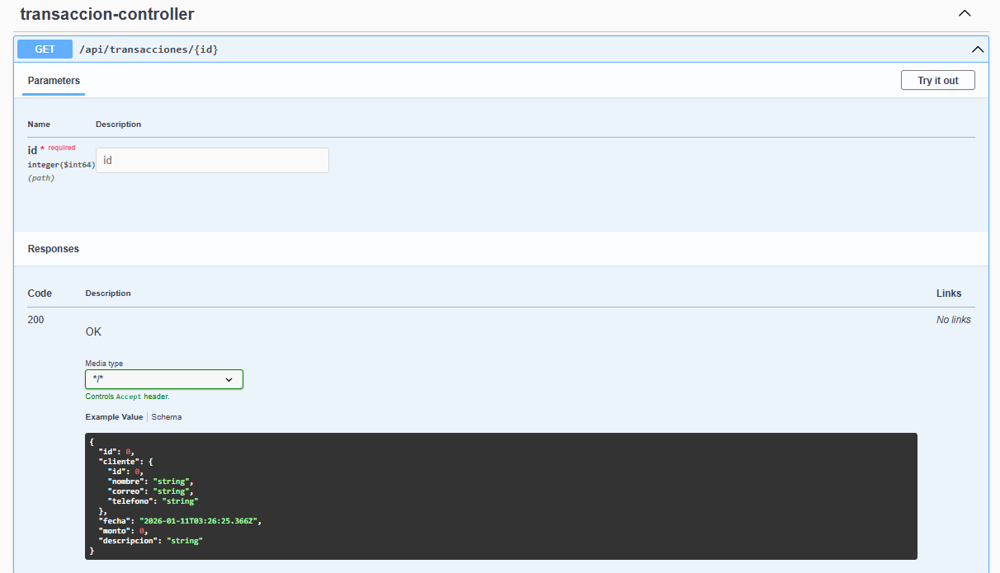 transaccion-controller
GET /api/transacciones/{id}
Parameters
Try it out
Name Description
id * required
integer($int64)
(path)
id
Responses
Code Description Links
200
OK
No links
Media type
*/*
Controls Accept header.
Example Value Schema
{
  "id": 0,
  "cliente": {
    "id": 0,
    "nombre": "string",
    "correo": "string",
    "telefono": "string"
  },
  "fecha": "2026-01-11T03:26:25.366Z",
  "monto": 0,
  "descripcion": "string"
}